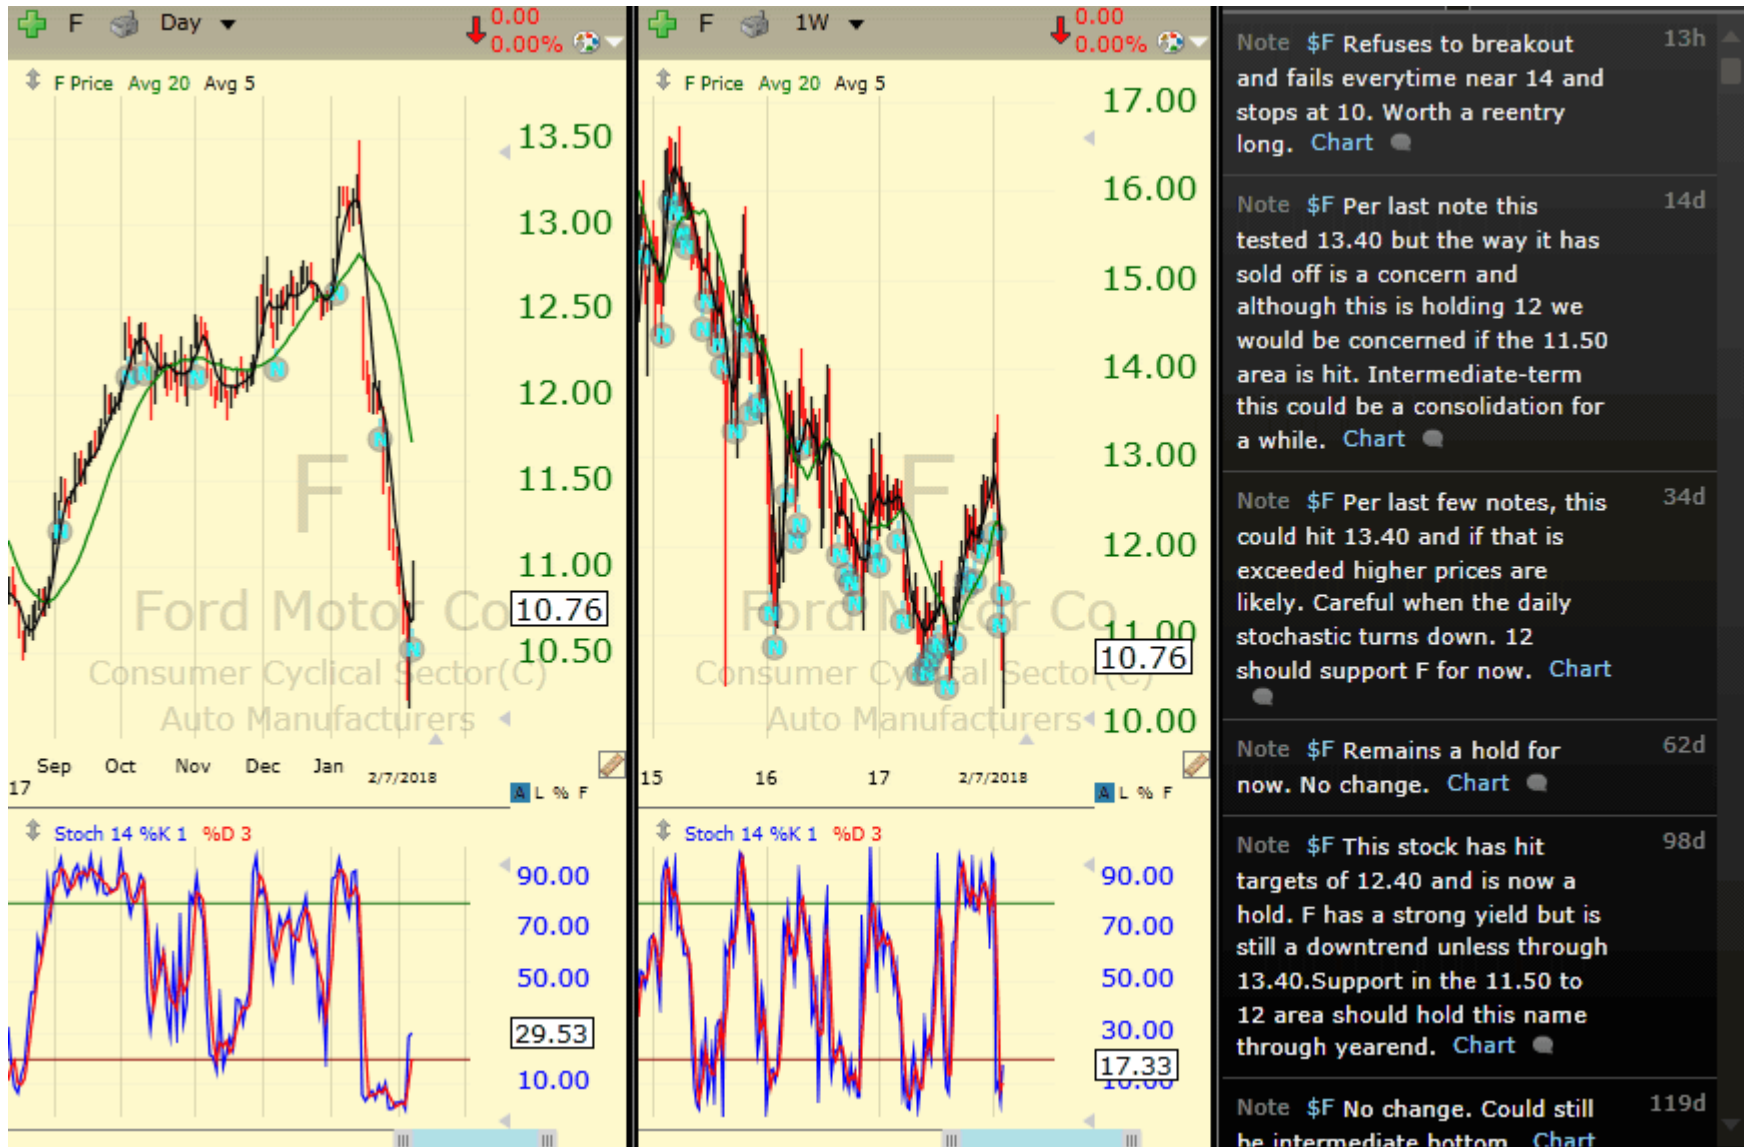 F Day 0.00
0.00%
F Price Avg 20 Avg 5
13.50
13.00
12.50
12.00
11.50
11.00
10.76
10.50
F
Ford Motor Co
Consumer Cyclical Sector(C)
Auto Manufacturers
Sep Oct Nov Dec Jan
17 2/7/2018
A L % F
Stoch 14 %K 1 %D 3
90.00
70.00
50.00
29.53
10.00
F 1W 0.00
0.00%
F Price Avg 20 Avg 5
17.00
16.00
15.00
14.00
13.00
12.00
11.00
10.76
10.00
F
Ford Motor Co
Consumer Cyclical Sector(C)
Auto Manufacturers
15 16 17 2/7/2018
A L % F
Stoch 14 %K 1 %D 3
90.00
70.00
50.00
30.00
17.33
10.00
Note $F Refuses to breakout 13h
and fails everytime near 14 and
stops at 10. Worth a reentry
long. Chart
Note $F Per last note this 14d
tested 13.40 but the way it has
sold off is a concern and
although this is holding 12 we
would be concerned if the 11.50
area is hit. Intermediate-term
this could be a consolidation for
a while. Chart
Note $F Per last few notes, this 34d
could hit 13.40 and if that is
exceeded higher prices are
likely. Careful when the daily
stochastic turns down. 12
should support F for now. Chart
Note $F Remains a hold for 62d
now. No change. Chart
Note $F This stock has hit 98d
targets of 12.40 and is now a
hold. F has a strong yield but is
still a downtrend unless through
13.40.Support in the 11.50 to
12 area should hold this name
through yearend. Chart
Note $F No change. Could still 119d
be intermediate bottom. Chart